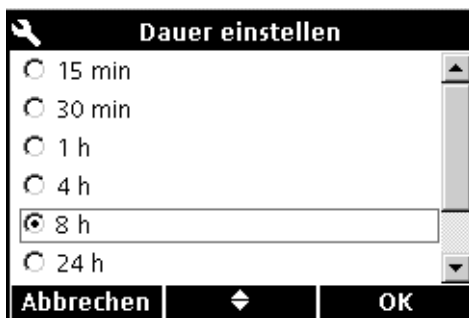 Dauer einstellen
15 min
30 min
1 h
4 h
8 h
24 h
Abbrechen OK